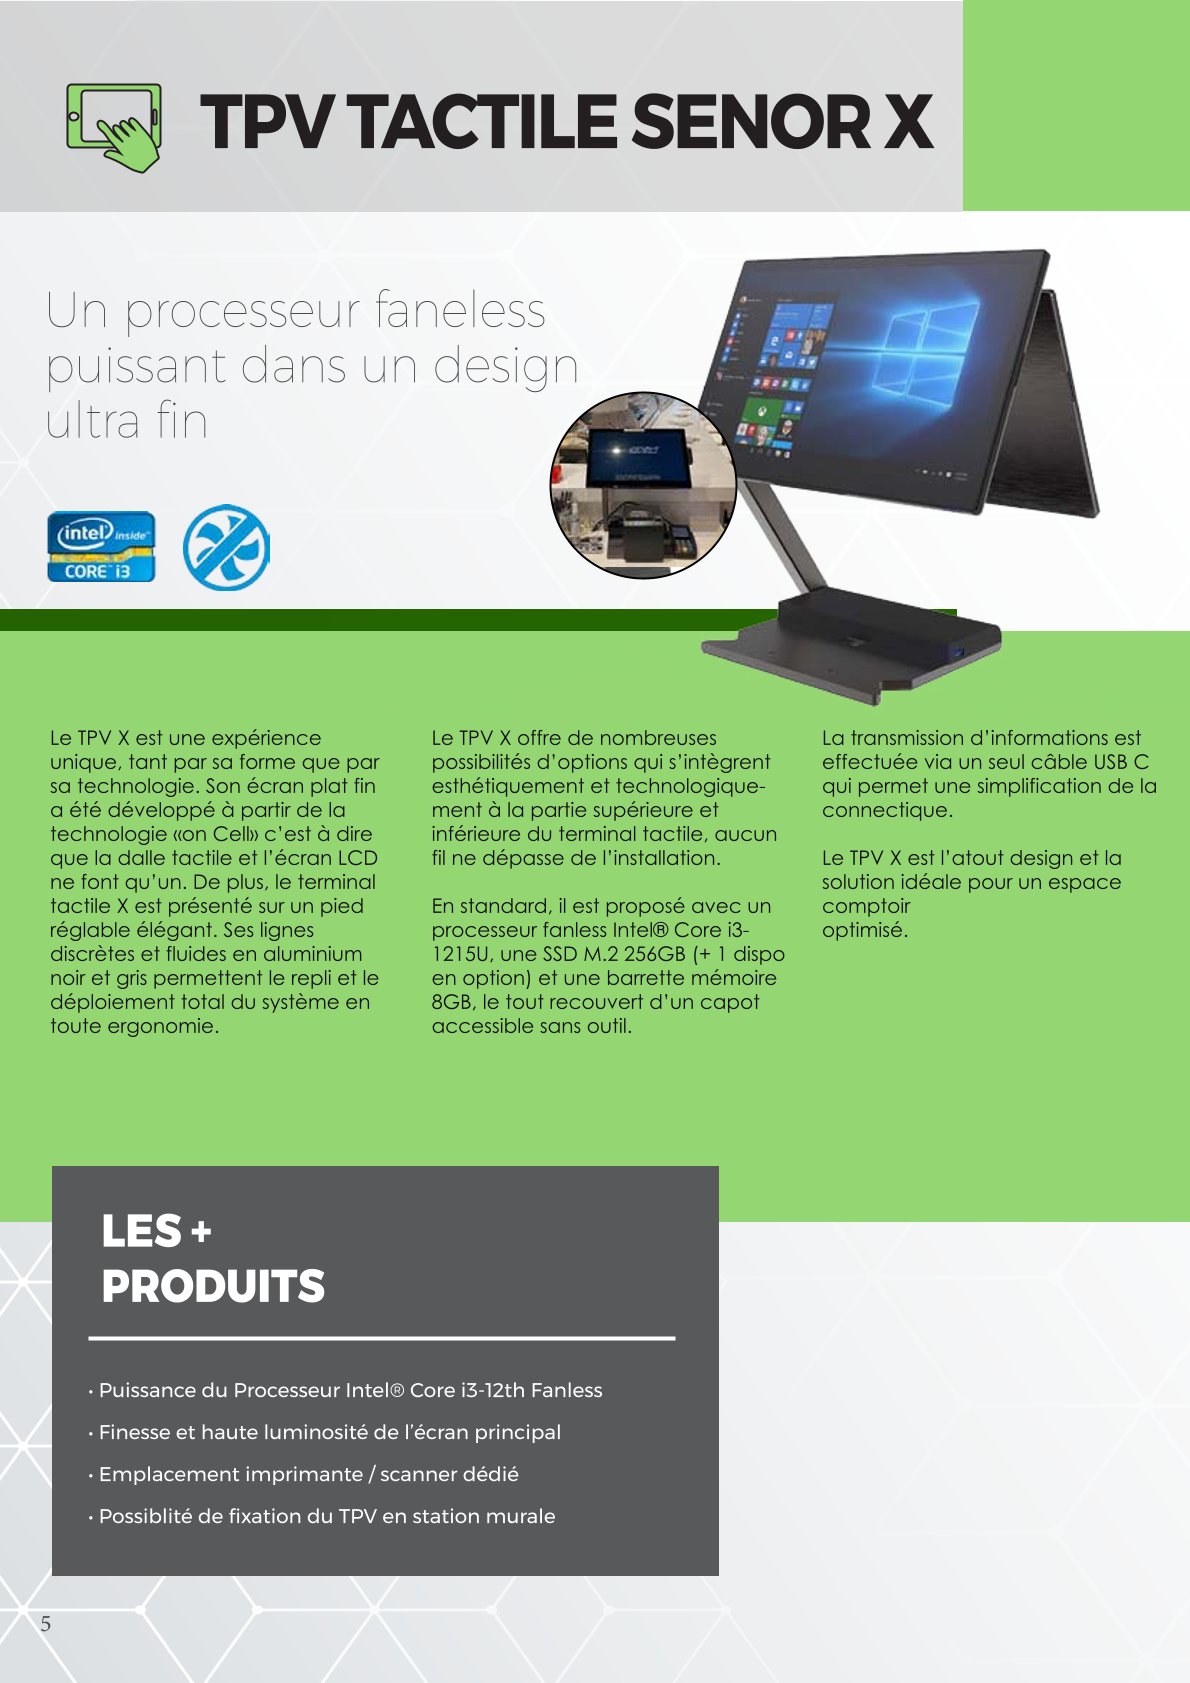 TPV TACTILE SENOR X
Un processeur faneless
puissant dans un design
ultra fin
intel inside
CORE i3
Le TPV X est une expérience
unique, tant par sa forme que par
sa technologie. Son écran plat fin
a été développé à partir de la
technologie «on Cell» c’est à dire
que la dalle tactile et l’écran LCD
ne font qu’un. De plus, le terminal
tactile X est présenté sur un pied
réglable élégant. Ses lignes
discrètes et fluides en aluminium
noir et gris permettent le repli et le
déploiement total du système en
toute ergonomie.
Le TPV X offre de nombreuses
possibilités d’options qui s’intègrent
esthétiquement et technologique-
ment à la partie supérieure et
inférieure du terminal tactile, aucun
fil ne dépasse de l’installation.
En standard, il est proposé avec un
processeur fanless Intel® Core i3-
1215U, une SSD M.2 256GB (+ 1 dispo
en option) et une barrette mémoire
8GB, le tout recouvert d’un capot
accessible sans outil.
La transmission d’informations est
effectuée via un seul câble USB C
qui permet une simplification de la
connectique.
Le TPV X est l’atout design et la
solution idéale pour un espace
comptoir
optimisé.
LES +
PRODUITS
• Puissance du Processeur Intel® Core i3-12th Fanless
• Finesse et haute luminosité de l’écran principal
• Emplacement imprimante / scanner dédié
• Possiblité de fixation du TPV en station murale
5